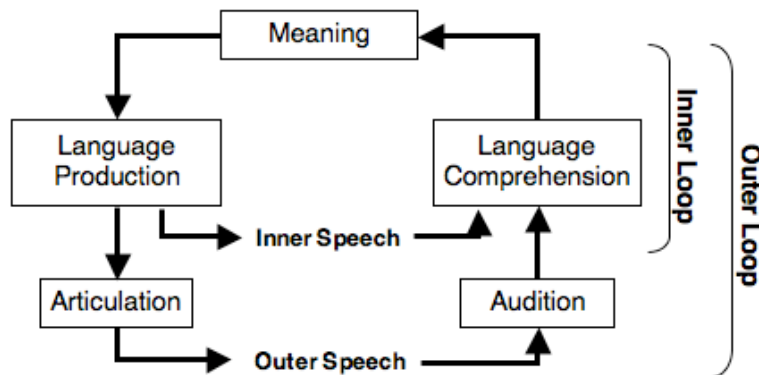 Meaning
Language
Production
Language
Comprehension
Inner Speech
Articulation
Audition
Outer Speech
Inner Loop
Outer Loop